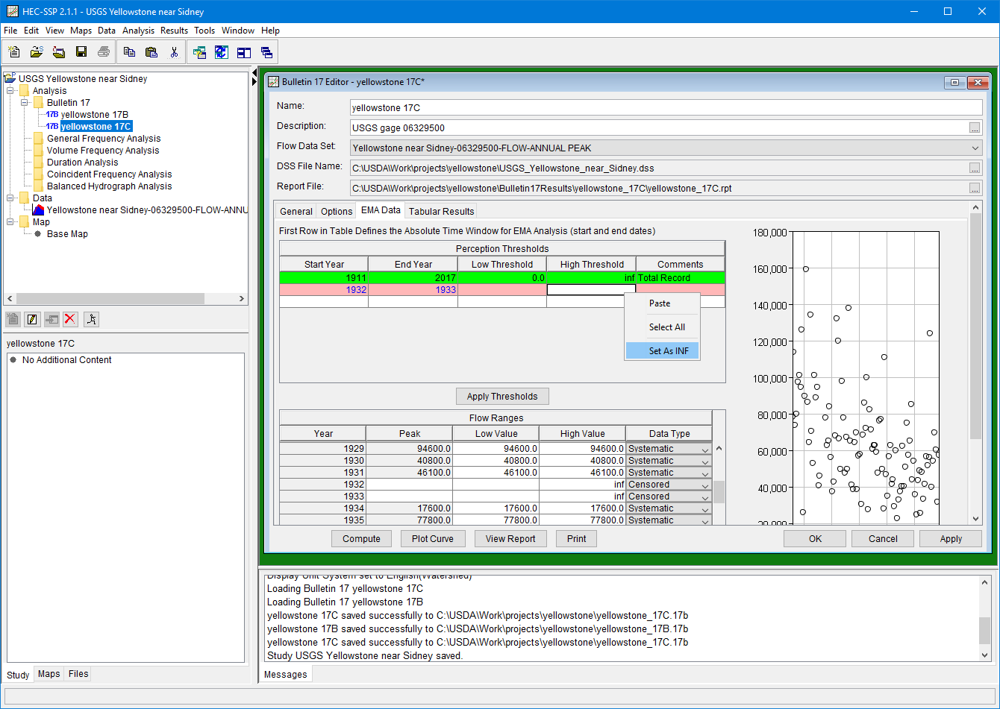 HEC-SSP 2.1.1 - USGS Yellowstone near Sidney
File Edit View Maps Data Analysis Results Tools Window Help
USGS Yellowstone near Sidney
Analysis
Bulletin 17
17B yellowstone 17B
17B yellowstone 17C
General Frequency Analysis
Volume Frequency Analysis
Duration Analysis
Coincident Frequency Analysis
Balanced Hydrograph Analysis
Data
Yellowstone near Sidney-06329500-FLOW-ANNU
Map
Base Map
yellowstone 17C
No Additional Content
Study Maps Files
Bulletin 17 Editor - yellowstone 17C*
Name: yellowstone 17C
Description: USGS gage 06329500 ...
Flow Data Set: Yellowstone near Sidney-06329500-FLOW-ANNUAL PEAK
DSS File Name: C:\USDA\Work\projects\yellowstone\USGS_Yellowstone_near_Sidney.dss ...
Report File: C:\USDA\Work\projects\yellowstone\Bulletin17Results\yellowstone_17C\yellowstone_17C.rpt ...
General Options EMA Data Tabular Results
First Row in Table Defines the Absolute Time Window for EMA Analysis (start and end dates)
Perception Thresholds
Start Year End Year Low Threshold High Threshold Comments
1911 2017 0.0 inf Total Record
1932 1933
Paste
Select All
Set As INF
Apply Thresholds
Flow Ranges
Year Peak Low Value High Value Data Type
1929 94600.0 94600.0 94600.0 Systematic
1930 40800.0 40800.0 40800.0 Systematic
1931 46100.0 46100.0 46100.0 Systematic
1932 inf Censored
1933 inf Censored
1934 17600.0 17600.0 17600.0 Systematic
1935 77800.0 77800.0 77800.0 Systematic
180,000
160,000
140,000
120,000
100,000
80,000
60,000
40,000
20,000
Compute Plot Curve View Report Print OK Cancel Apply
Display Unit System set to English(Watershed)
Loading Bulletin 17 yellowstone 17C
Loading Bulletin 17 yellowstone 17B
yellowstone 17C saved successfully to C:\USDA\Work\projects\yellowstone\yellowstone_17C.17b
yellowstone 17B saved successfully to C:\USDA\Work\projects\yellowstone\yellowstone_17B.17b
yellowstone 17C saved successfully to C:\USDA\Work\projects\yellowstone\yellowstone_17C.17b
Study USGS Yellowstone near Sidney saved.
Messages